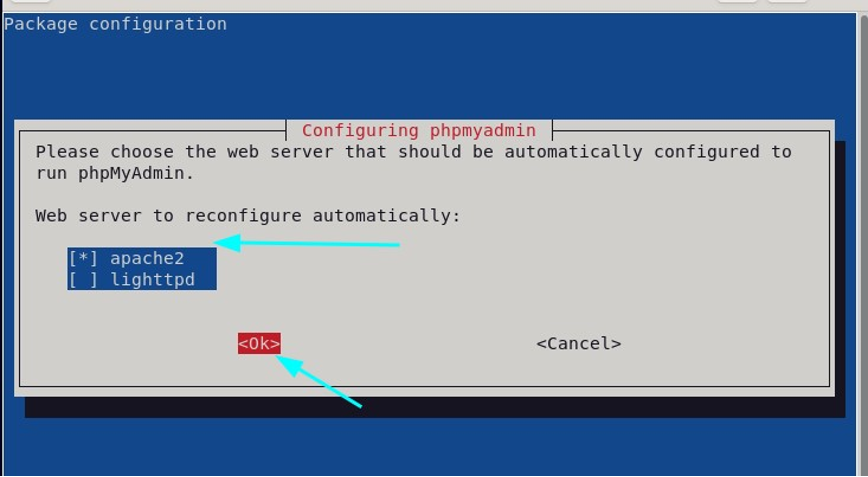 Package configuration
Configuring phpmyadmin
Please choose the web server that should be automatically configured to
run phpMyAdmin.
Web server to reconfigure automatically:
[*] apache2
[ ] lighttpd
<Ok> <Cancel>